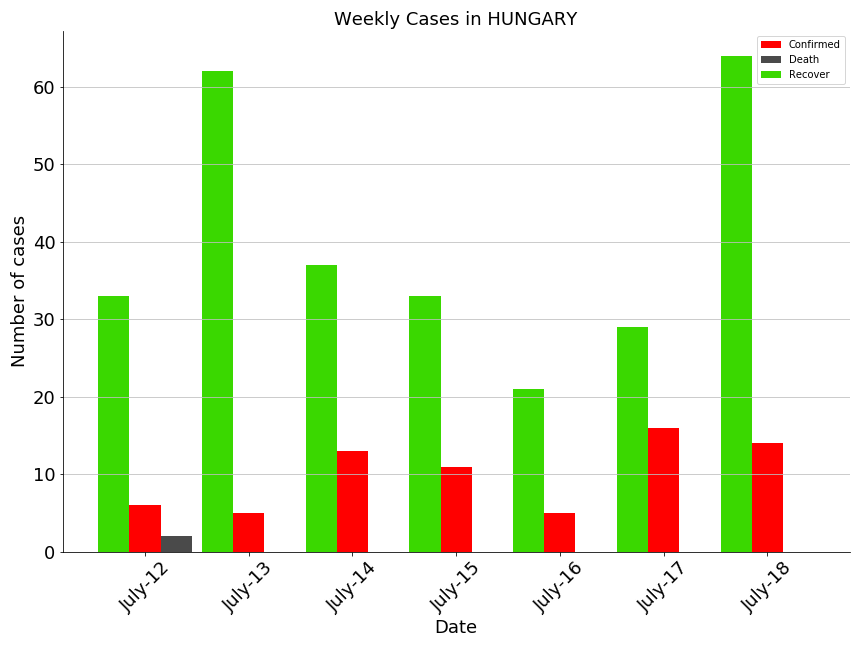 Weekly Cases in HUNGARY
Confirmed
Death
Recover
Number of cases
60
50
40
30
20
10
0
July-12
July-13
July-14
July-15
July-16
July-17
July-18
Date